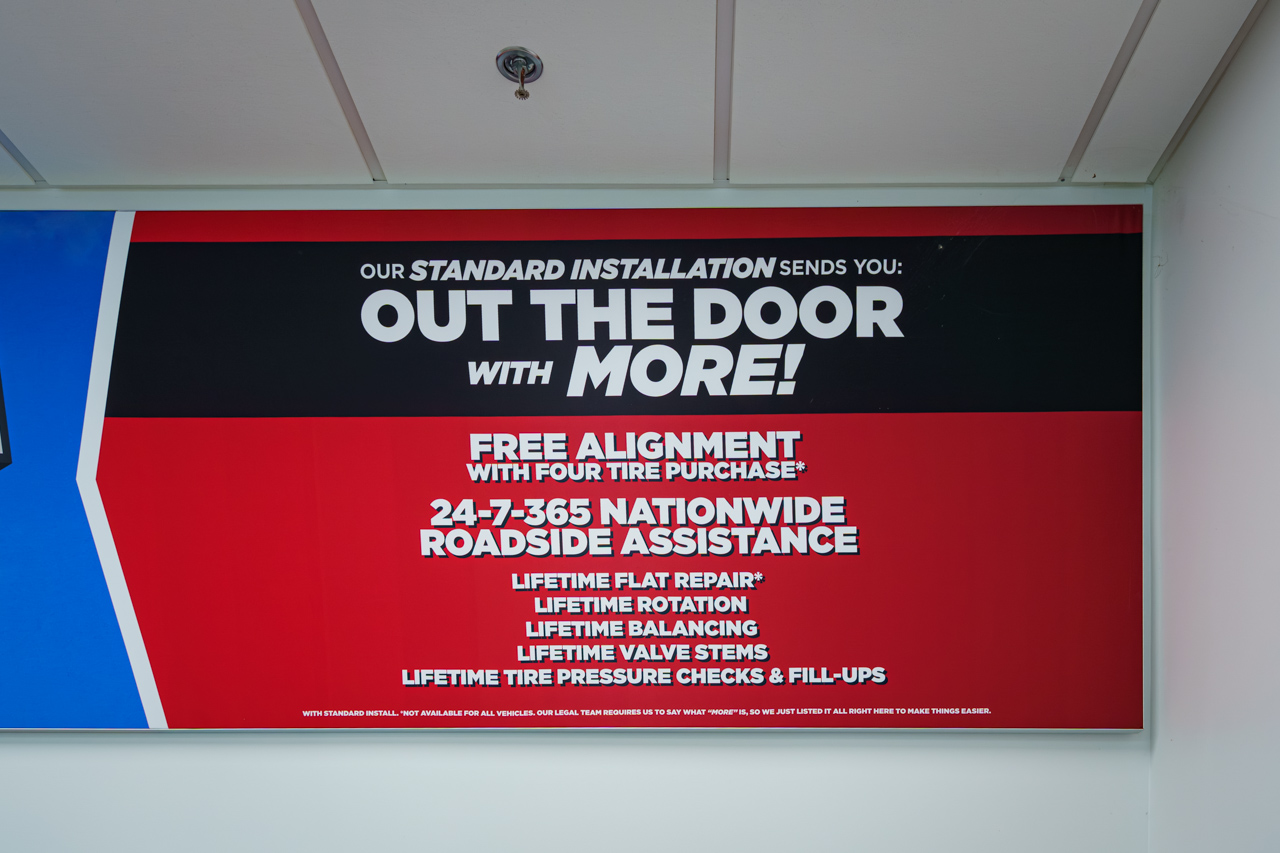 OUR STANDARD INSTALLATION SENDS YOU:
OUT THE DOOR
WITH MORE!
FREE ALIGNMENT
WITH FOUR TIRE PURCHASE*
24-7-365 NATIONWIDE
ROADSIDE ASSISTANCE
LIFETIME FLAT REPAIR*
LIFETIME ROTATION
LIFETIME BALANCING
LIFETIME VALVE STEMS
LIFETIME TIRE PRESSURE CHECKS & FILL-UPS
WITH STANDARD INSTALL. *NOT AVAILABLE FOR ALL VEHICLES. OUR LEGAL TEAM REQUIRES US TO SAY WHAT "MORE" IS, SO WE JUST LISTED IT ALL RIGHT HERE TO MAKE THINGS EASIER.